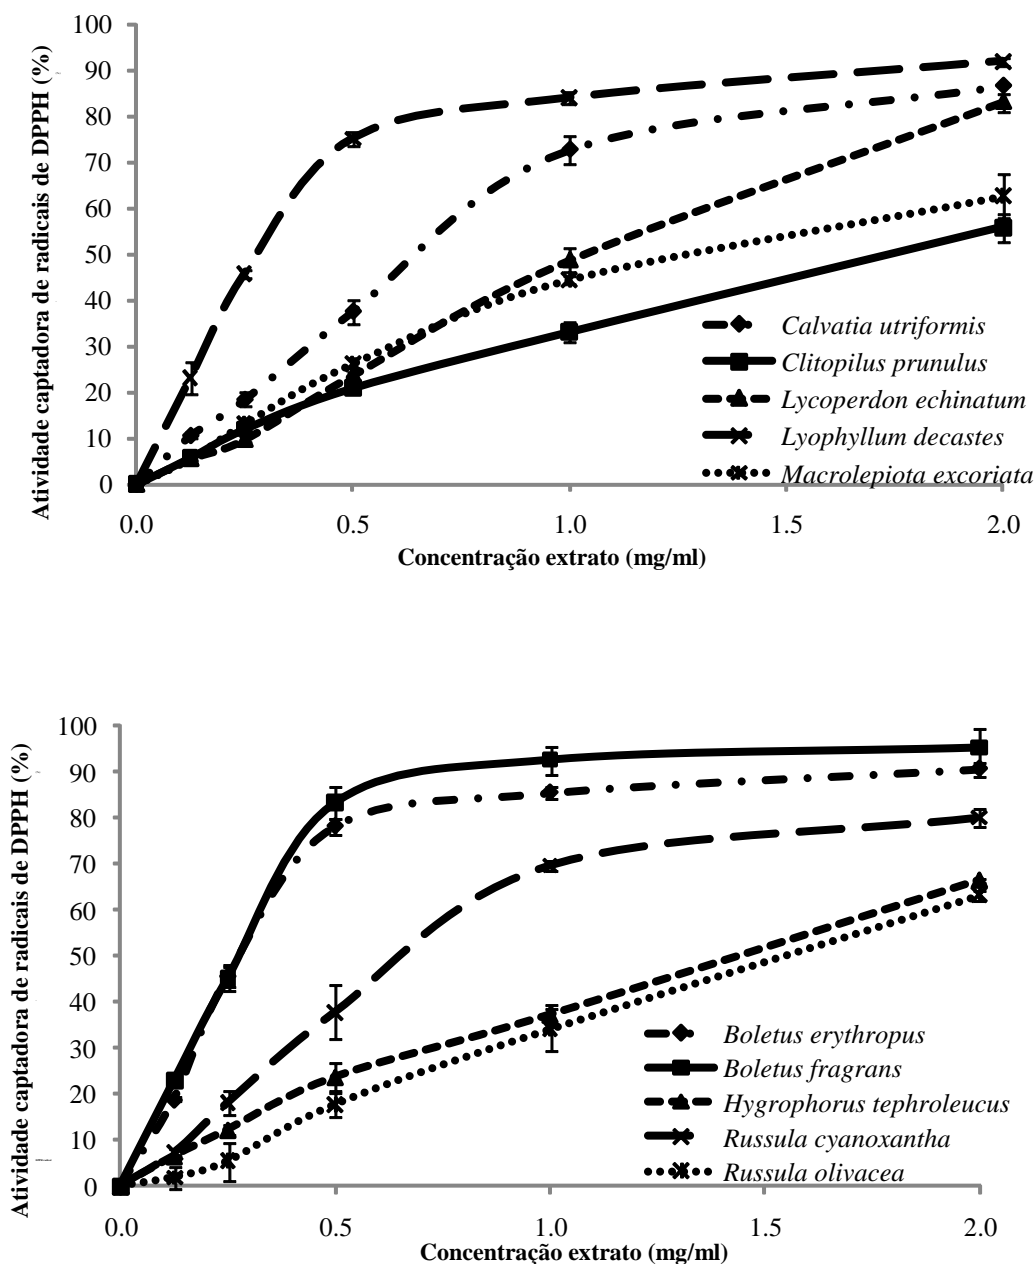 Atividade captadora de radicais de DPPH (%)
100
90
80
70
60
50
40
30
20
10
0
Calvatia utriformis
Clitopilus prunulus
Lycoperdon echinatum
Lyophyllum decastes
Macrolepiota excoriata
0.0 0.5 1.0 1.5 2.0
Concentração extrato (mg/ml)
Atividade captadora de radicais de DPPH (%)
100
90
80
70
60
50
40
30
20
10
0
Boletus erythropus
Boletus fragrans
Hygrophorus tephroleucus
Russula cyanoxantha
Russula olivacea
0.0 0.5 1.0 1.5 2.0
Concentração extrato (mg/ml)